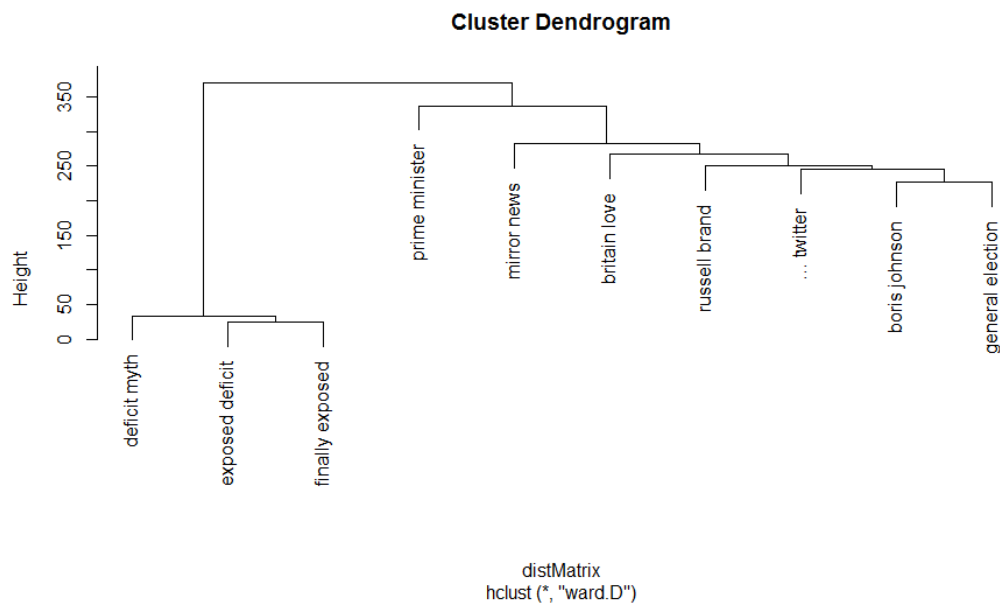 Cluster Dendrogram
Height
350
250
150
50
0
deficit myth
exposed deficit
finally exposed
prime minister
mirror news
britain love
russell brand
… twitter
boris johnson
general election
distMatrix
hclust (*, "ward.D")